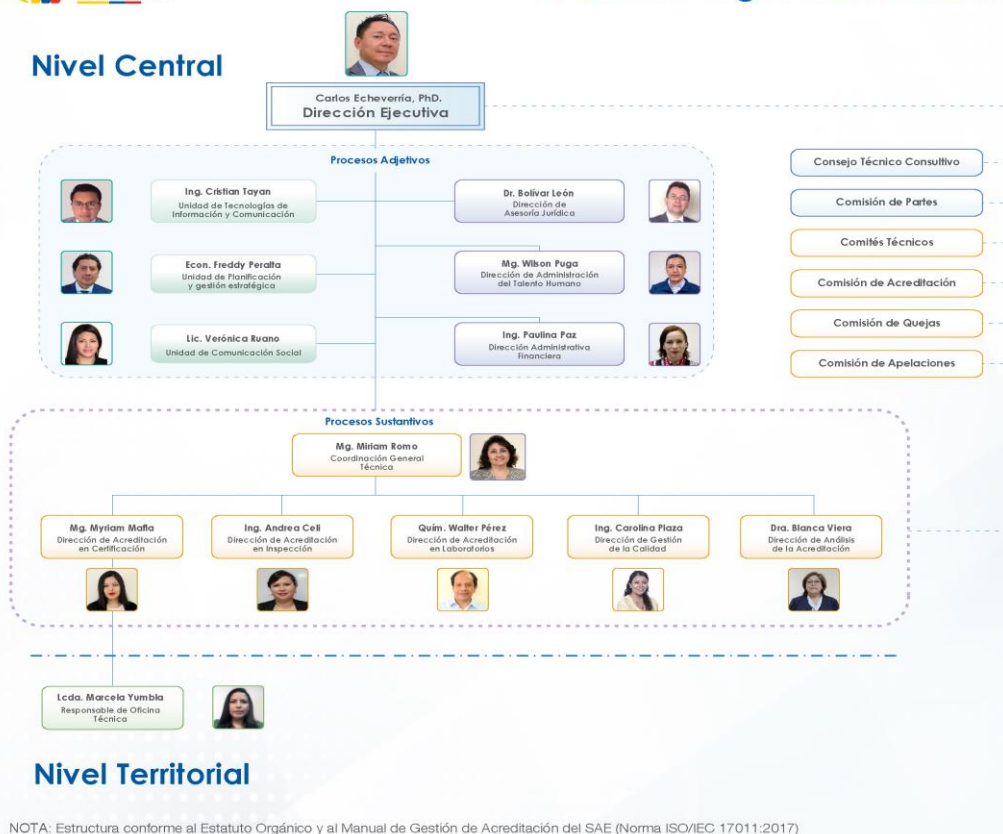 Nivel Central
Carlos Echeverría, PhD.
Dirección Ejecutiva
Procesos Adjetivos
Ing. Cristian Tayan
Unidad de Tecnologías de
Información y Comunicación
Dr. Bolívar León
Dirección de
Asesoría Jurídica
Econ. Freddy Peralta
Unidad de Planificación
y gestión estratégica
Mg. Wilson Puga
Dirección de Administración
del Talento Humano
Lic. Verónica Ruano
Unidad de Comunicación Social
Ing. Paulina Paz
Dirección Administrativa
Financiera
Consejo Técnico Consultivo
Comisión de Partes
Comités Técnicos
Comisión de Acreditación
Comisión de Quejas
Comisión de Apelaciones
Procesos Sustantivos
Mg. Miriam Romo
Coordinación General
Técnica
Mg. Myriam Mafla
Dirección de Acreditación
en Certificación
Ing. Andrea Celi
Dirección de Acreditación
en Inspección
Quím. Walter Pérez
Dirección de Acreditación
en Laboratorios
Ing. Carolina Plaza
Dirección de Gestión
de la Calidad
Dra. Blanca Viera
Dirección de Análisis
de la Acreditación
Lcda. Marcela Yumbla
Responsable de Oficina
Técnica
Nivel Territorial
NOTA: Estructura conforme al Estatuto Orgánico y al Manual de Gestión de Acreditación del SAE (Norma ISO/IEC 17011:2017)